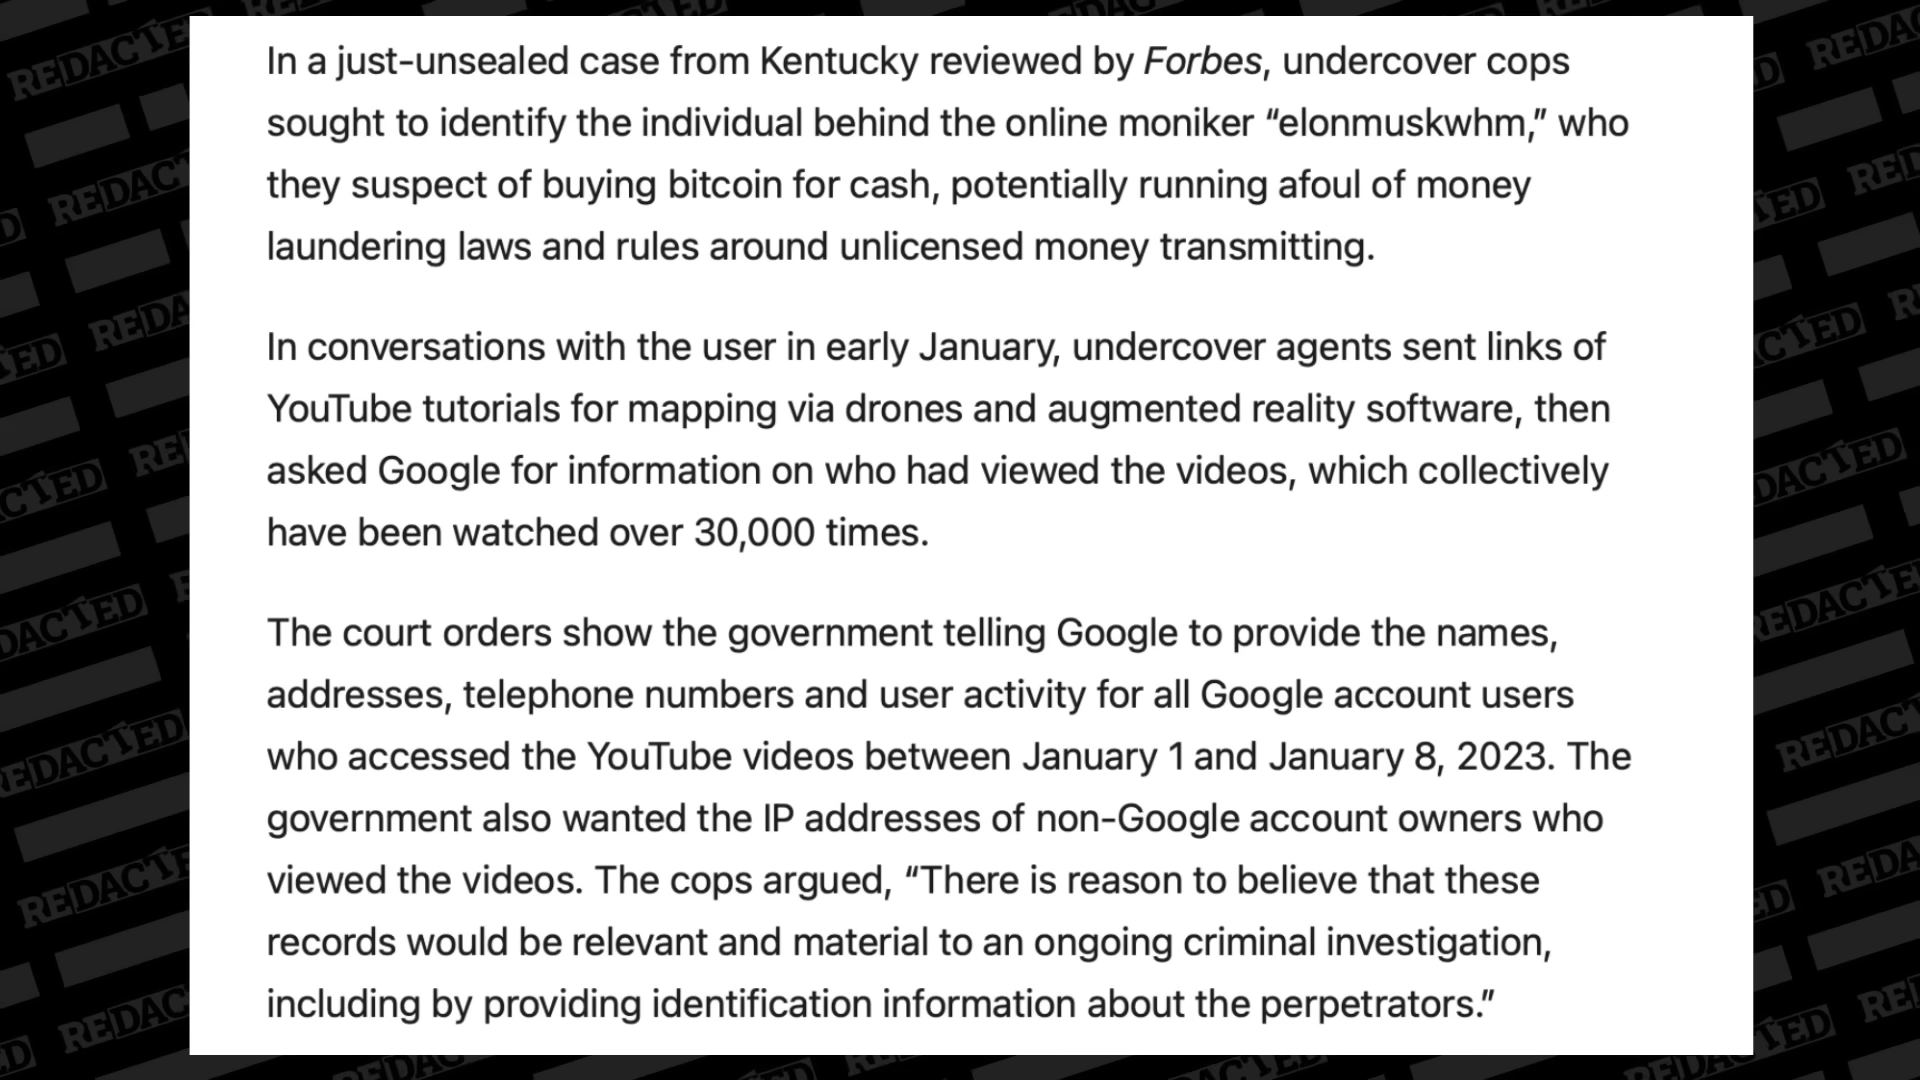 In a just-unsealed case from Kentucky reviewed by Forbes, undercover cops
sought to identify the individual behind the online moniker “elonmuskwhm,” who
they suspect of buying bitcoin for cash, potentially running afoul of money
laundering laws and rules around unlicensed money transmitting.
In conversations with the user in early January, undercover agents sent links of
YouTube tutorials for mapping via drones and augmented reality software, then
asked Google for information on who had viewed the videos, which collectively
have been watched over 30,000 times.
The court orders show the government telling Google to provide the names,
addresses, telephone numbers and user activity for all Google account users
who accessed the YouTube videos between January 1 and January 8, 2023. The
government also wanted the IP addresses of non-Google account owners who
viewed the videos. The cops argued, “There is reason to believe that these
records would be relevant and material to an ongoing criminal investigation,
including by providing identification information about the perpetrators.”
REDACTED